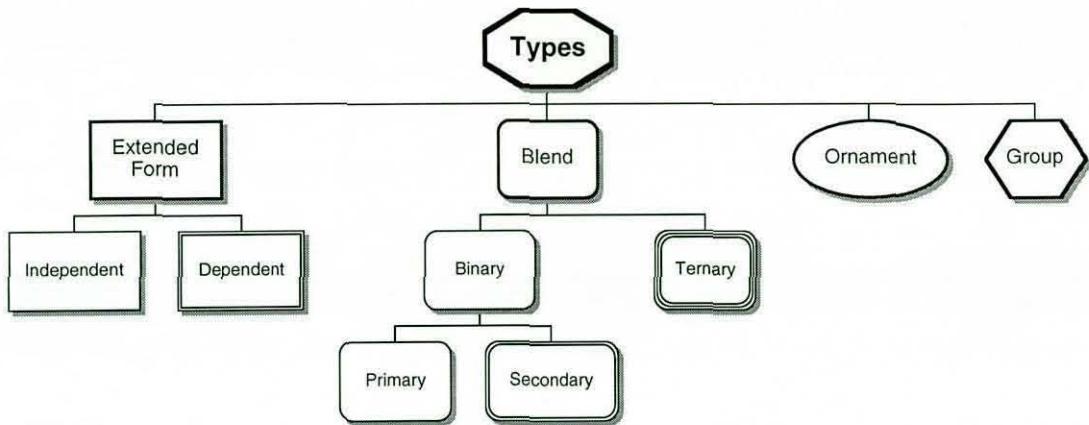 Types
Extended
Form
Blend
Ornament
Group
Independent
Dependent
Binary
Ternary
Primary
Secondary